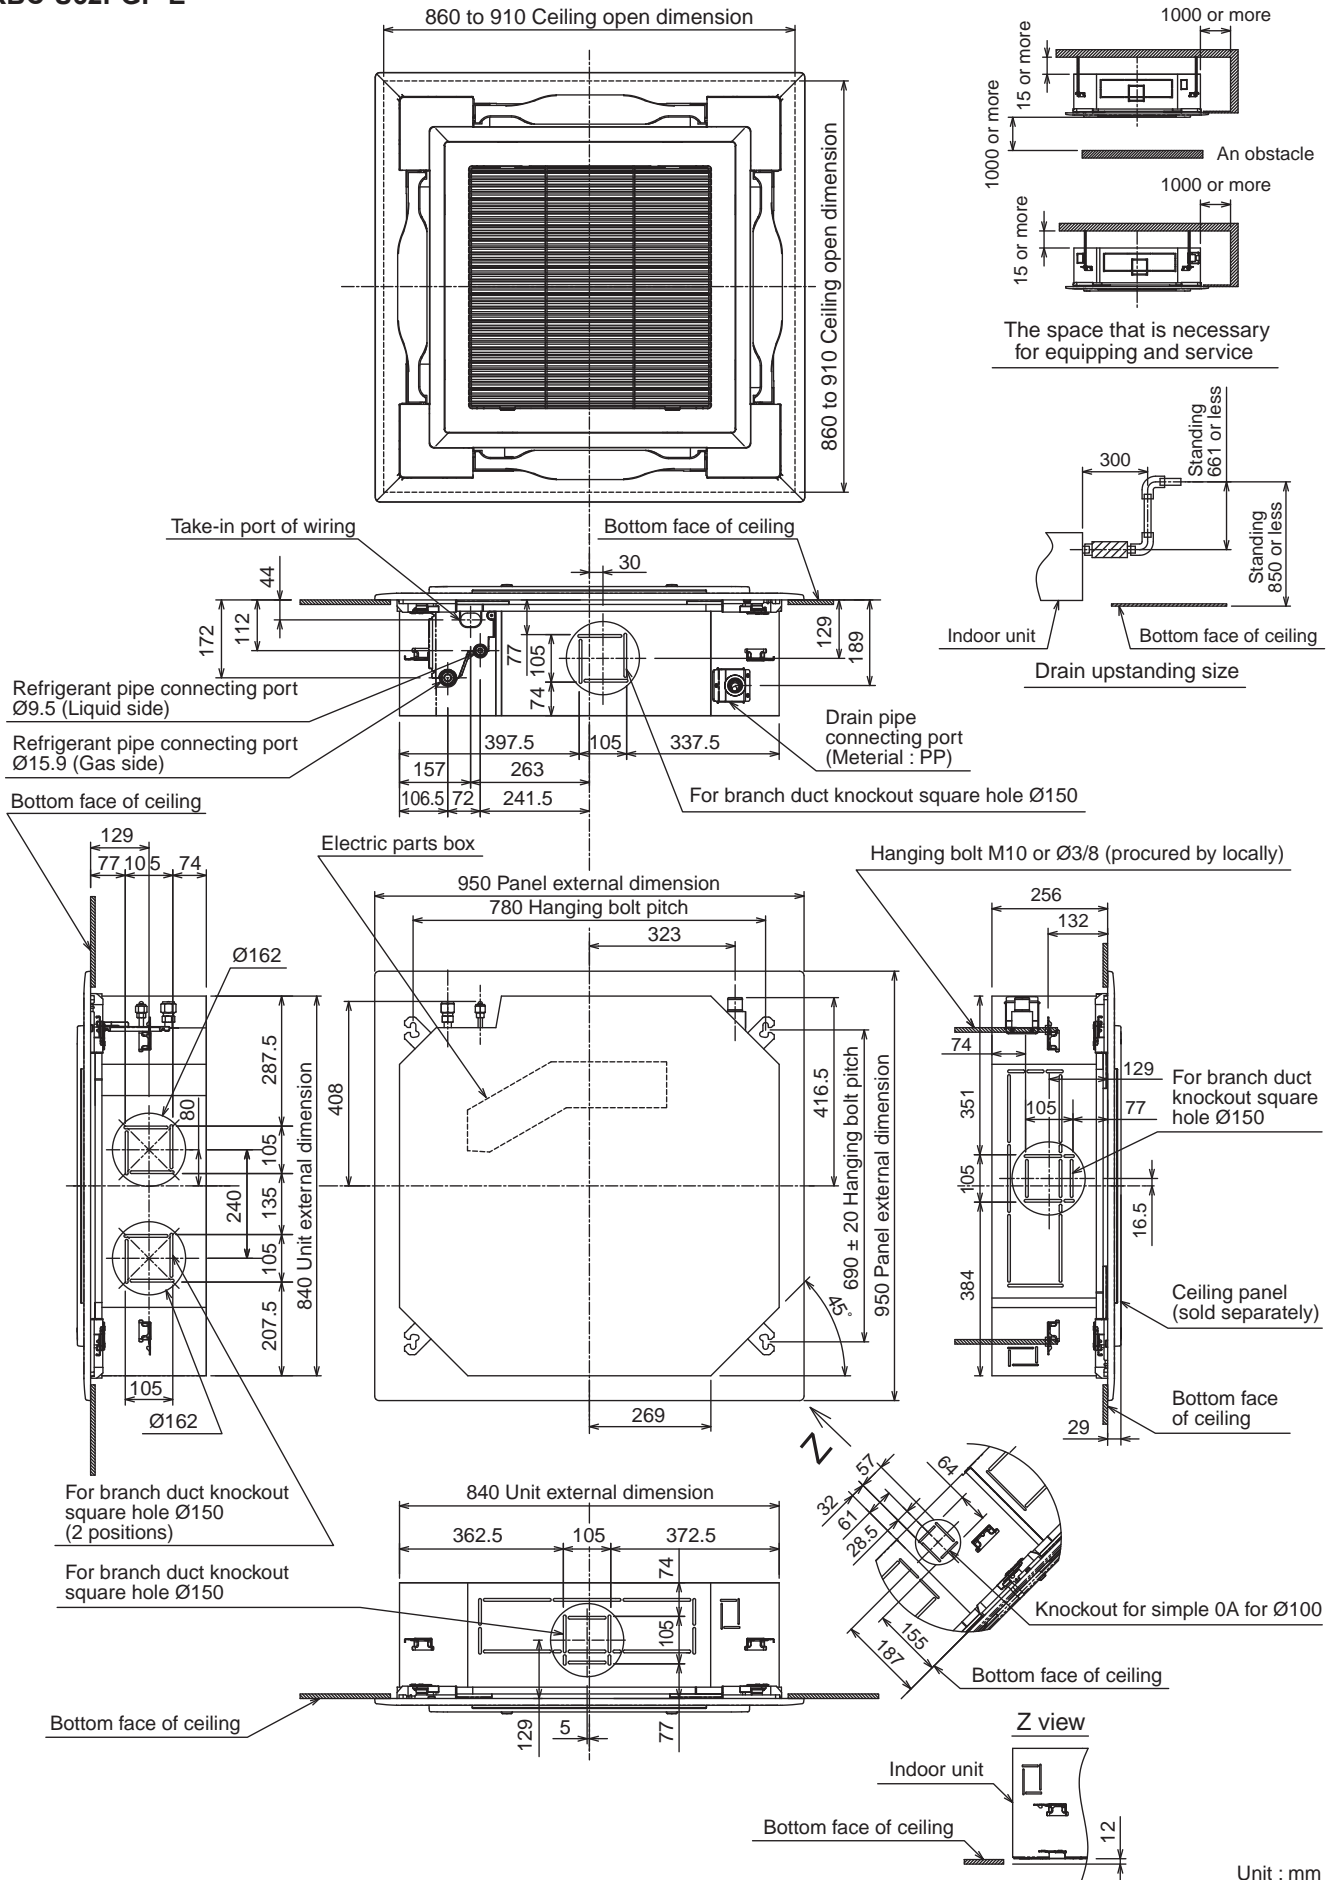 860 to 910 Ceiling open dimension
860 to 910 Ceiling open dimension
1000 or more
15 or more
1000 or more
An obstacle
1000 or more
15 or more
The space that is necessary
for equipping and service
300
Standing
661 or less
Standing
850 or less
Indoor unit
Bottom face of ceiling
Drain upstanding size
Take-in port of wiring
Bottom face of ceiling
30
44
172
112
77
105
74
129
189
Refrigerant pipe connecting port
Ø9.5 (Liquid side)
Refrigerant pipe connecting port
Ø15.9 (Gas side)
Drain pipe
connecting port
(Meterial : PP)
397.5
105
337.5
157
263
106.5
72
241.5
For branch duct knockout square hole Ø150
Bottom face of ceiling
129
77
105
74
Ø162
287.5
80
105
135
240
105
207.5
840 Unit external dimension
105
Ø162
For branch duct knockout
square hole Ø150
(2 positions)
Electric parts box
950 Panel external dimension
780 Hanging bolt pitch
323
408
416.5
690 ± 20 Hanging bolt pitch
950 Panel external dimension
45°
269
Z
Hanging bolt M10 or Ø3/8 (procured by locally)
256
132
74
129
351
105
77
For branch duct
knockout square
hole Ø150
105
16.5
384
Ceiling panel
(sold separately)
Bottom face
of ceiling
29
840 Unit external dimension
362.5
105
372.5
74
105
77
129
5
For branch duct knockout
square hole Ø150
Bottom face of ceiling
57
64
32
61
28.5
155
187
Knockout for simple 0A for Ø100
Bottom face of ceiling
Z view
Indoor unit
Bottom face of ceiling
12
Unit : mm